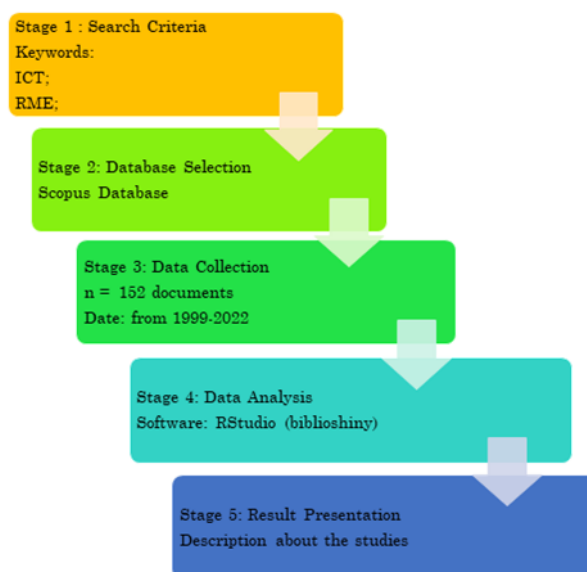 Stage 1 : Search Criteria
Keywords:
ICT;
RME;
Stage 2: Database Selection
Scopus Database
Stage 3: Data Collection
n = 152 documents
Date: from 1999-2022
Stage 4: Data Analysis
Software: RStudio (biblioshiny)
Stage 5: Result Presentation
Description about the studies